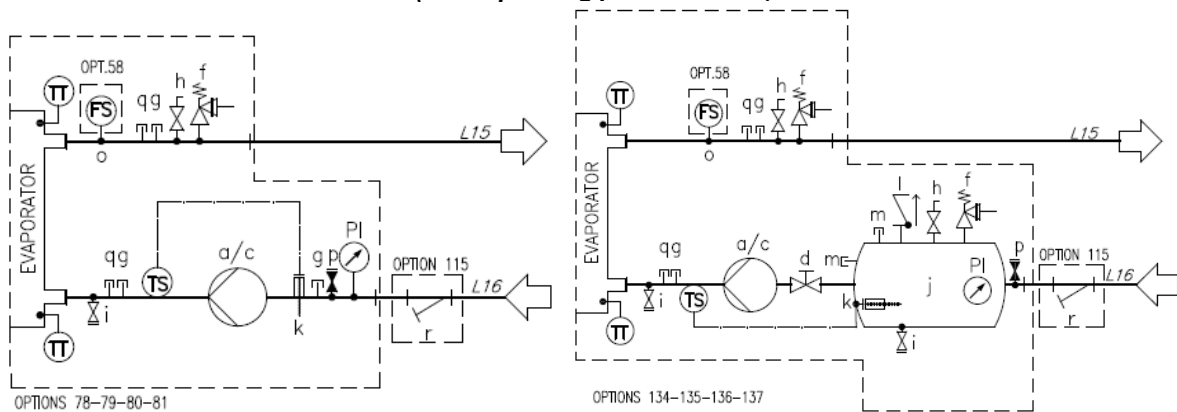 OPT.58
TT
FS
qg
h
f
o
L15
EVAPORATOR
qg
TS
a/c
g
p
PI
OPTION 115
L16
i
k
r
TT
OPTIONS 78-79-80-81
OPT.58
TT
FS
qg
h
f
o
L15
EVAPORATOR
l
h
f
m
qg
a/c
d
m
PI
p
OPTION 115
L16
TS
k
j
i
i
r
TT
OPTIONS 134-135-136-137